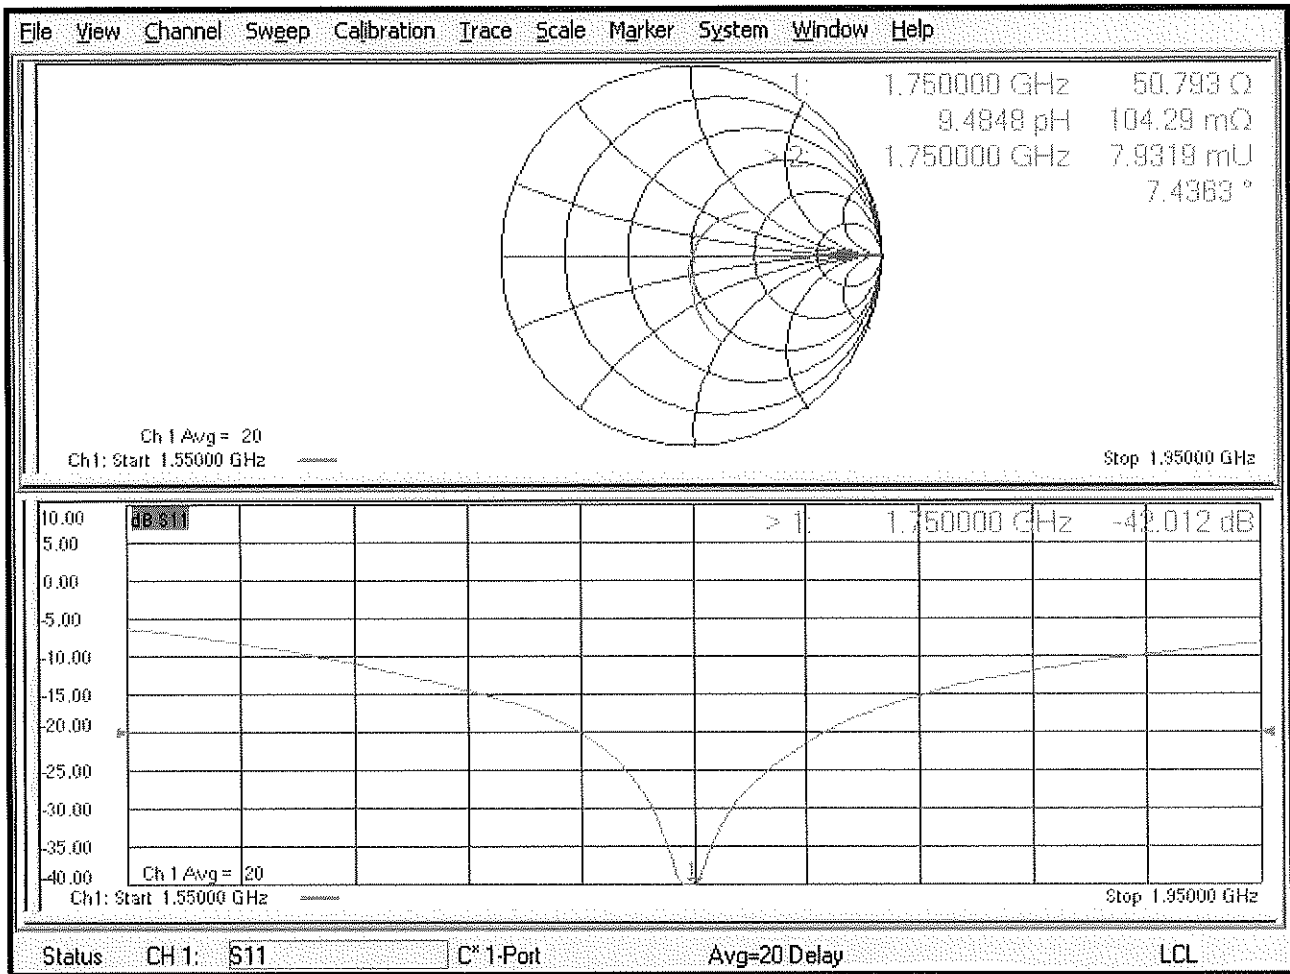 File View Channel Sweep Calibration Trace Scale Marker System Window Help
1: 1.750000 GHz 50.793 Ω
9.4848 pH 104.29 mΩ
> 2: 1.750000 GHz 7.9319 mU
7.4363 °
Ch 1 Avg = 20
Ch1: Start 1.55000 GHz
Stop 1.95000 GHz
10.00
dB S11
> 1: 1.750000 GHz -42.012 dB
5.00
0.00
-5.00
-10.00
-15.00
-20.00
-25.00
-30.00
-35.00
1
-40.00
Ch 1 Avg = 20
Ch1: Start 1.55000 GHz
Stop 1.95000 GHz
Status CH 1: S11 C* 1-Port Avg=20 Delay LCL